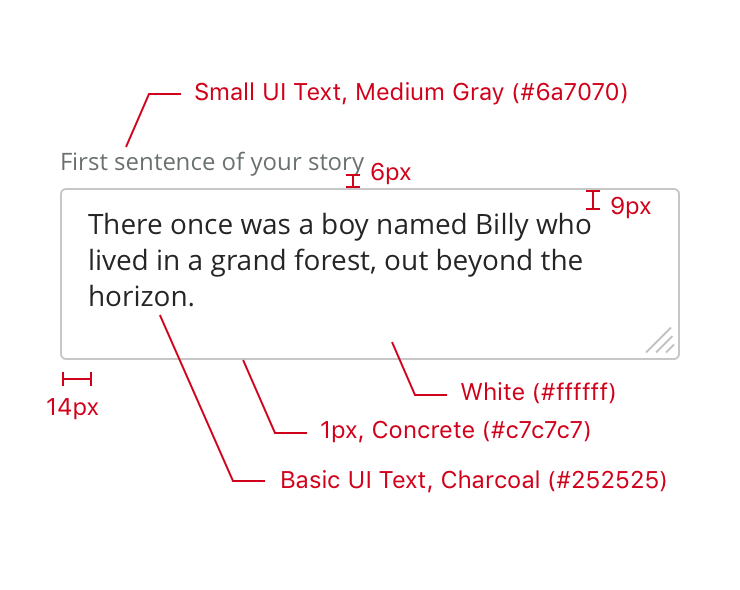 Small UI Text, Medium Gray (#6a7070)
First sentence of your story
6px
9px
There once was a boy named Billy who
lived in a grand forest, out beyond the
horizon.
14px
White (#ffffff)
1px, Concrete (#c7c7c7)
Basic UI Text, Charcoal (#252525)